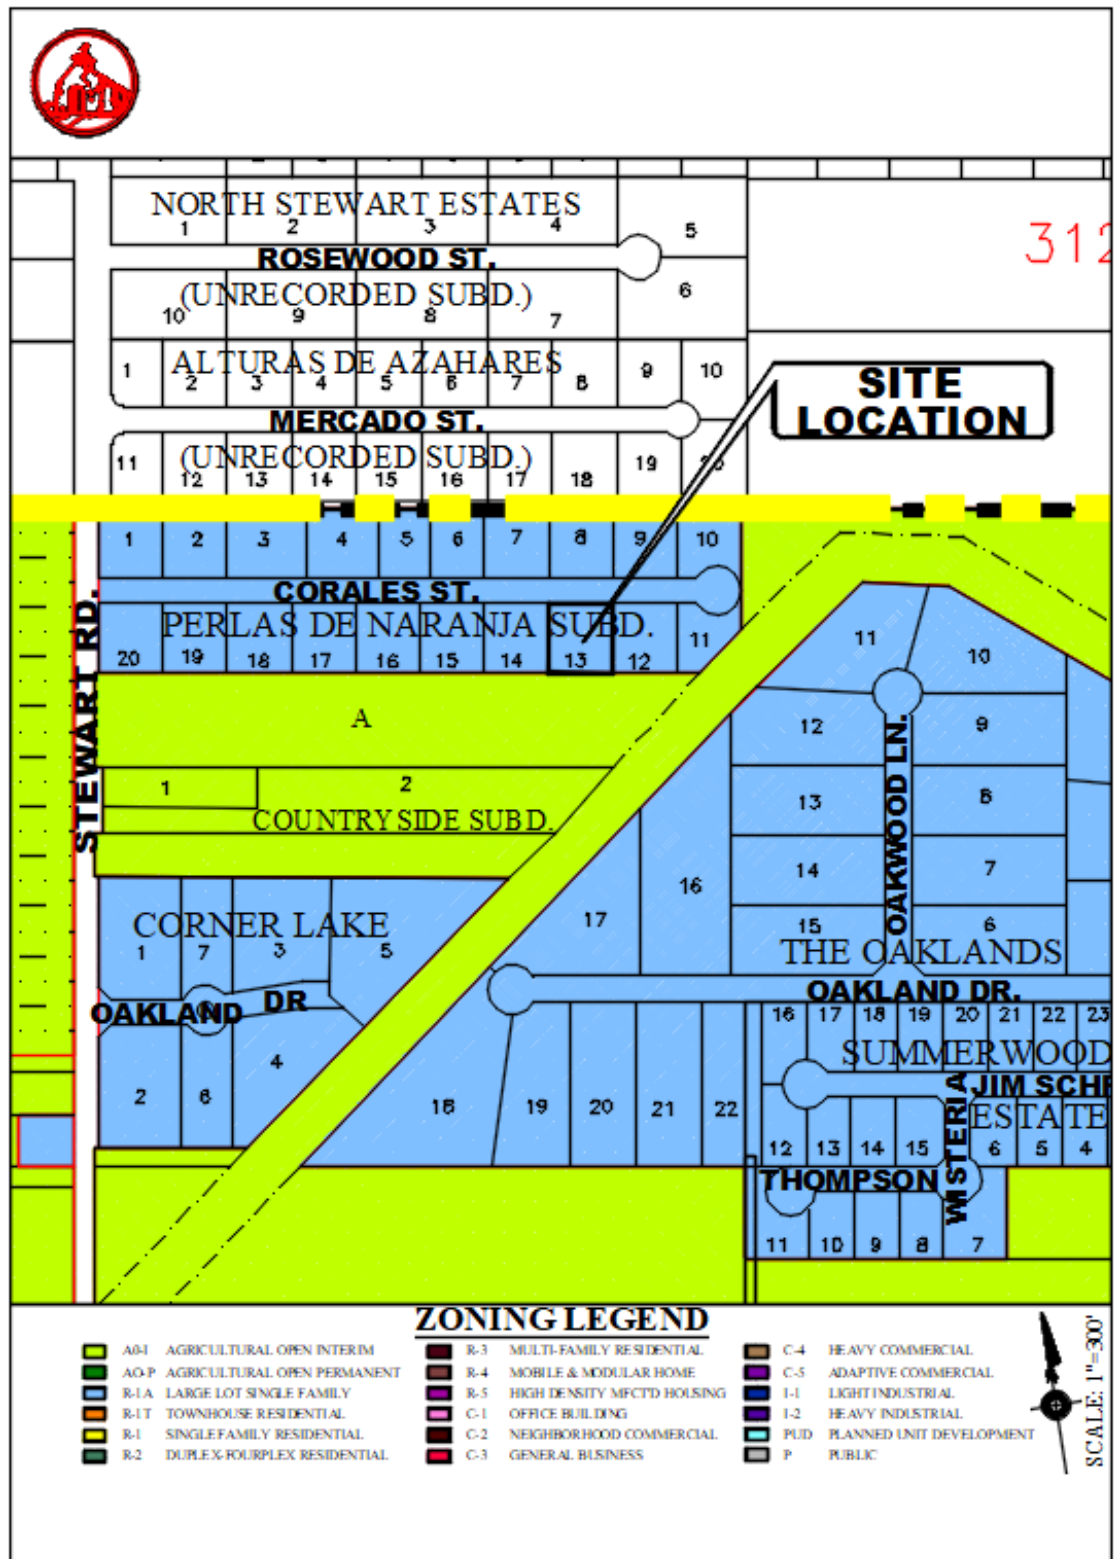 NORTH STEWART ESTATES
1 2 3 4 5
ROSEWOOD ST.
(UNRECORDED SUBD.)
10 9 8 7 6
312
1 ALTURAS DE AZAHARES
2 3 4 5 6 7 8 9 10
MERCADO ST.
SITE
LOCATION
(UNRECORDED SUBD.)
11 12 13 14 15 16 17 18 19 20
1 2 3 4 5 6 7 8 9 10
CORALES ST.
PERLAS DE NARANJA SUBD.
20 19 18 17 16 15 14 13 12 11
STEWART RD.
A
1 2
COUNTRYSIDE SUBD.
11 10
12 9
13 8
14 7
15 6
OAKWOOD LN.
16
17
CORNER LAKE
1 7 3 5
OAKLAND DR
2 6 4
THE OAKLANDS
OAKLAND DR.
18 19 20 21 22
16 17 18 19 20 21 22 23
SUMMERWOOD
JIM SCHE
ESTATE
12 13 14 15 6 5 4
WISTERIA
THOMPSON
11 10 9 8 7
ZONING LEGEND
A0-I AGRICULTURAL OPEN INTERIM
AO-P AGRICULTURAL OPEN PERMANENT
R-1A LARGE LOT SINGLE FAMILY
R-1T TOWNHOUSE RESIDENTIAL
R-1 SINGLE FAMILY RESIDENTIAL
R-2 DUPLEX-FOURPLEX RESIDENTIAL
R-3 MULTI-FAMILY RESIDENTIAL
R-4 MOBILE & MODULAR HOME
R-5 HIGH DENSITY MFCT'D HOUSING
C-1 OFFICE BUILDING
C-2 NEIGHBORHOOD COMMERCIAL
C-3 GENERAL BUSINESS
C-4 HEAVY COMMERCIAL
C-5 ADAPTIVE COMMERCIAL
I-1 LIGHT INDUSTRIAL
I-2 HEAVY INDUSTRIAL
PUD PLANNED UNIT DEVELOPMENT
P PUBLIC
SCALE: 1"=300'